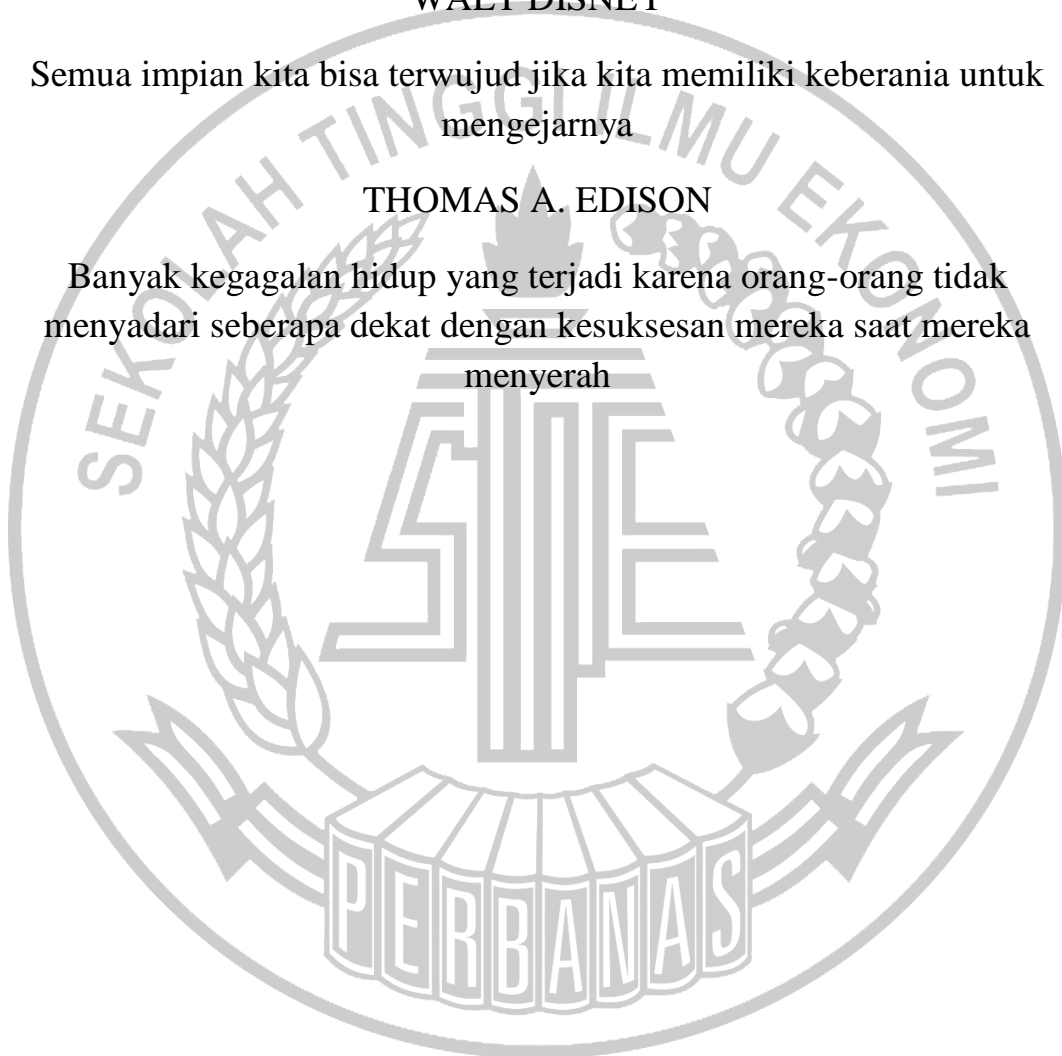 WALT DISNEY
Semua impian kita bisa terwujud jika kita memiliki keberania untuk
mengejarnya
THOMAS A. EDISON
Banyak kegagalan hidup yang terjadi karena orang-orang tidak
menyadari seberapa dekat dengan kesuksesan mereka saat mereka
menyerah
SEKOLAH TINGGI ILMU EKONOMI
STIE
PERBANAS